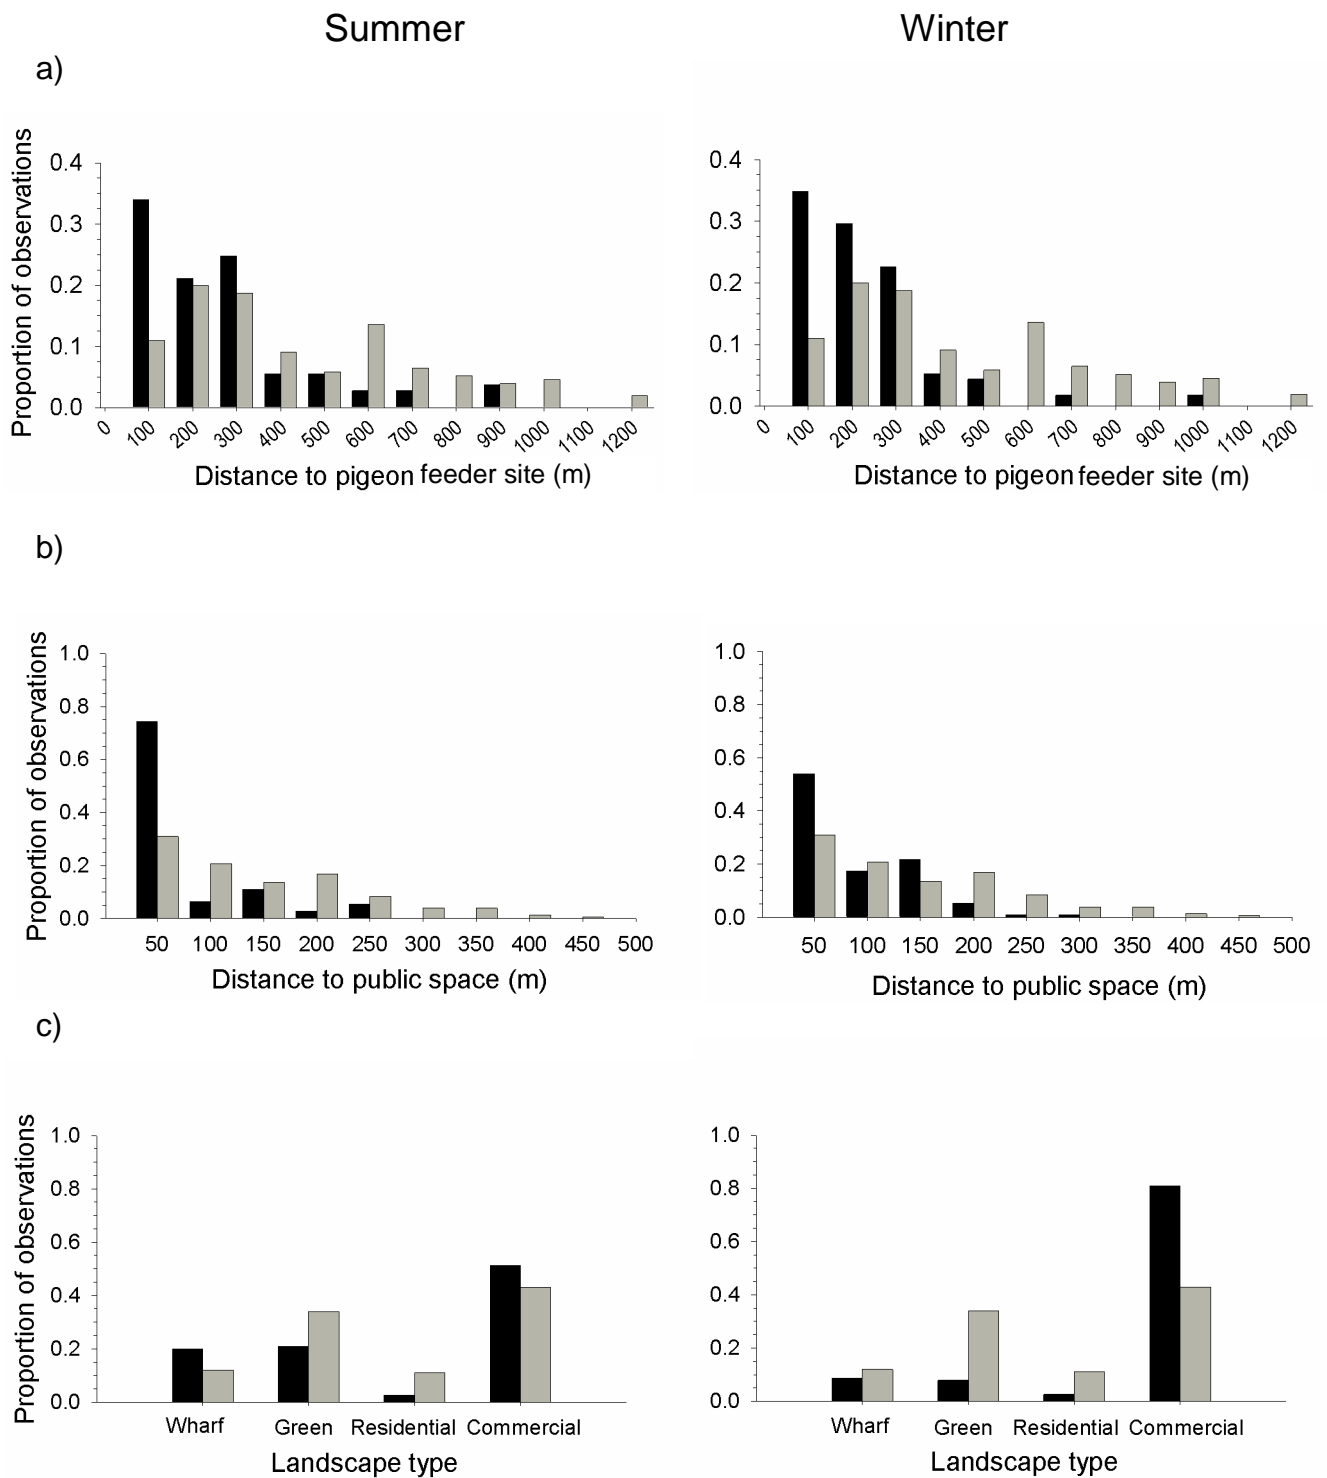 Summer Winter
a)
Proportion of observations
0.4
0.3
0.2
0.1
0.0
0 100 200 300 400 500 600 700 800 900 1000 1100 1200
Distance to pigeon feeder site (m)
0.4
0.3
0.2
0.1
0.0
0 100 200 300 400 500 600 700 800 900 1000 1100 1200
Distance to pigeon feeder site (m)
b)
Proportion of observations
1.0
0.8
0.6
0.4
0.2
0.0
50 100 150 200 250 300 350 400 450 500
Distance to public space (m)
1.0
0.8
0.6
0.4
0.2
0.0
50 100 150 200 250 300 350 400 450 500
Distance to public space (m)
c)
Proportion of observations
1.0
0.8
0.6
0.4
0.2
0.0
Wharf Green Residential Commercial
Landscape type
1.0
0.8
0.6
0.4
0.2
0.0
Wharf Green Residential Commercial
Landscape type